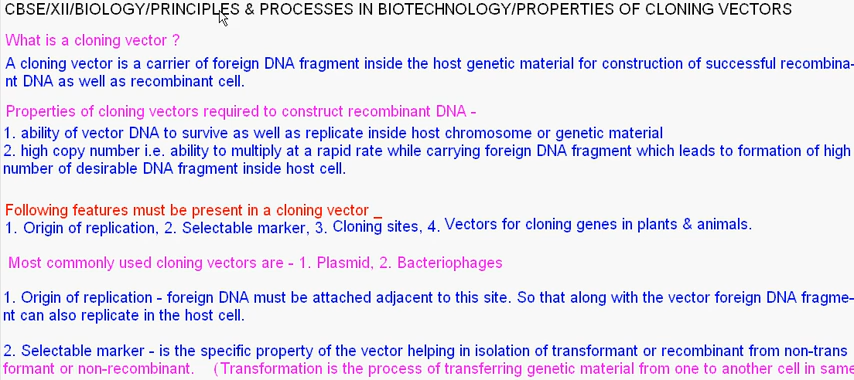 CBSE/XII/BIOLOGY/PRINCIPLES & PROCESSES IN BIOTECHNOLOGY/PROPERTIES OF CLONING VECTORS
What is a cloning vector ?
A cloning vector is a carrier of foreign DNA fragment inside the host genetic material for construction of successful recombina-
nt DNA as well as recombinant cell.
Properties of cloning vectors required to construct recombinant DNA -
1. ability of vector DNA to survive as well as replicate inside host chromosome or genetic material
2. high copy number i.e. ability to multiply at a rapid rate while carrying foreign DNA fragment which leads to formation of high
number of desirable DNA fragment inside host cell.
Following features must be present in a cloning vector _
1. Origin of replication, 2. Selectable marker, 3. Cloning sites, 4. Vectors for cloning genes in plants & animals.
Most commonly used cloning vectors are - 1. Plasmid, 2. Bacteriophages
1. Origin of replication - foreign DNA must be attached adjacent to this site. So that along with the vector foreign DNA fragme-
nt can also replicate in the host cell.
2. Selectable marker - is the specific property of the vector helping in isolation of transformant or recombinant from non-trans
formant or non-recombinant. (Transformation is the process of transferring genetic material from one to another cell in same